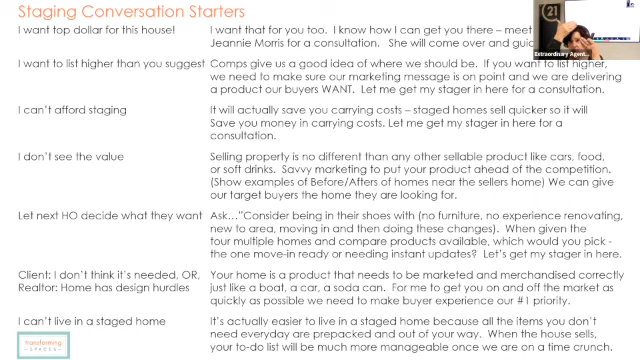 Staging Conversation Starters
I want top dollar for this house!
I want that for you too. I know how I can get you there – meet
Jeannie Morris for a consultation. She will come over and
I want to list higher than you suggest
Comps give us a good idea of where we should be. If you want to list higher,
we need to make sure our marketing message is on point and we are delivering
a product our buyers WANT. Let me get my stager in here for a consultation.
I can't afford staging
It will actually save you carrying costs – staged homes sell quicker so it will
Save you money in carrying costs. Let me get my stager in here for a
consultation.
I don't see the value
Selling property is no different than any other sellable product like cars, food,
or soft drinks. Savvy marketing to put your product ahead of the competition.
(Show examples of Before/Afters of homes near the sellers home) We can give
our target buyers the home they are looking for.
Let next HO decide what they want
Ask…"Consider being in their shoes with (no furniture, no experience renovating,
new to area, moving in and then doing these changes). When given the
tour multiple homes and compare products available, which would you pick -
the one move-in ready or needing instant updates? Let's get my stager in here.
Client: I don't think it's needed, OR,
Realtor: Home has design hurdles
Your home is a product that needs to be marketed and merchandised correctly
just like a boat, a car, a soda can. For me to get you on and off the market as
quickly as possible we need to make buyer experience our #1 priority.
I can't live in a staged home
It's actually easier to live in a staged home because all the items you don't
need everyday are prepacked and out of your way. When the house sells,
your to-do list will be much more manageable once we are on a time crunch.
transforming
SPACES
21
Extraordinary Agent